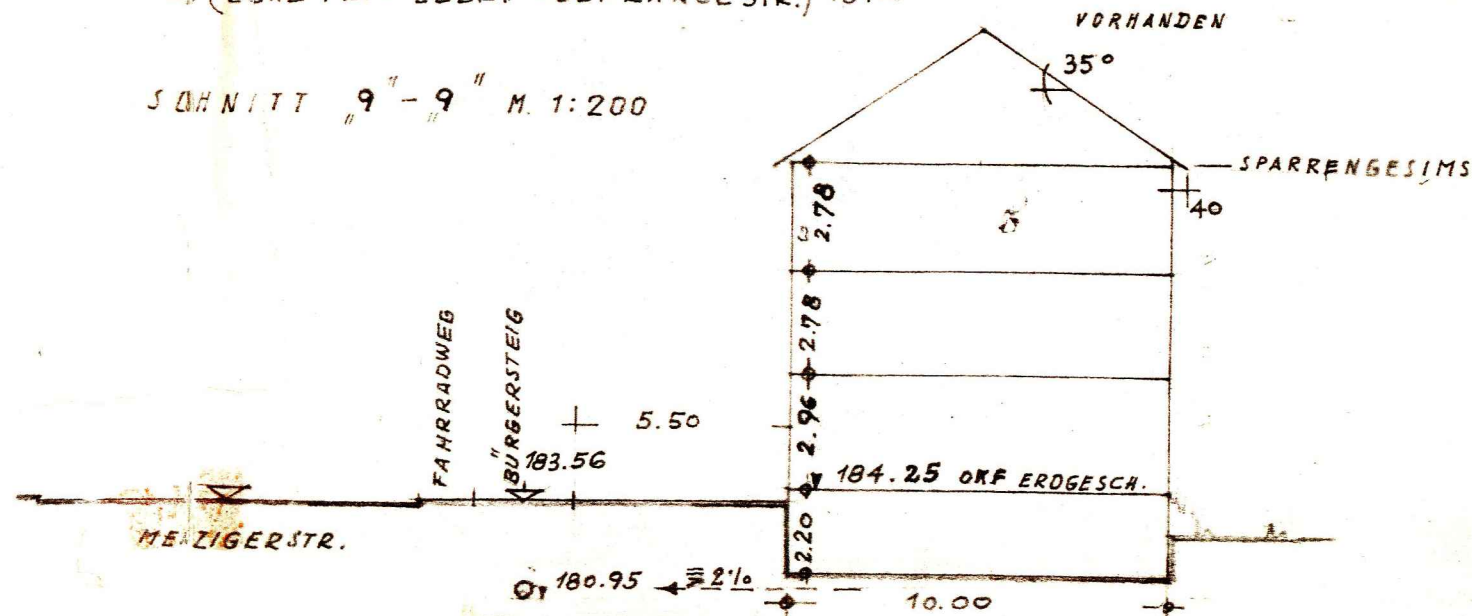 VORHANDEN
35°
SCHNITT „9" - „9" M. 1:200
SPARRENGESIMS
40
2.78
2.78
FAHRRADWEG
BÜRGERSTEIG
5.50
2.96
183.56
184.25 OKF ERDGESCH.
2.20
180.95 2%
10.00